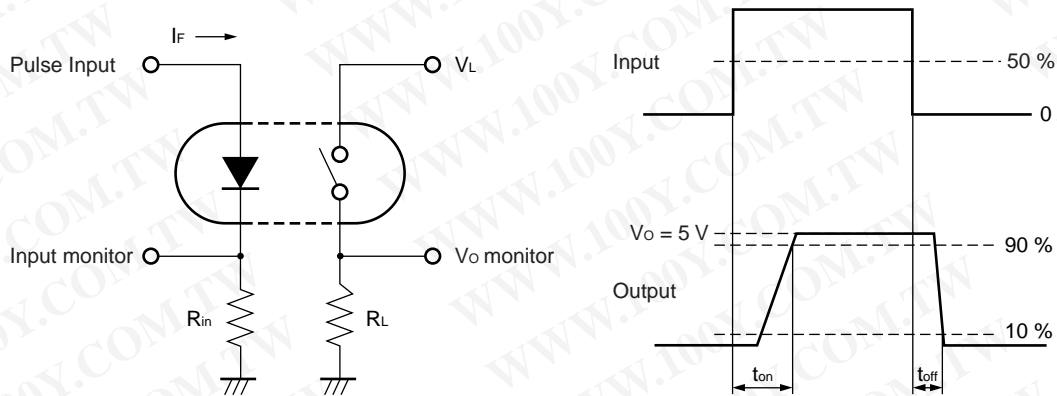 IF
Pulse Input
VL
Input monitor
VO monitor
Rin
RL
Input
50 %
0
VO = 5 V
90 %
Output
10 %
ton
toff
WWW.100Y.COM.TW